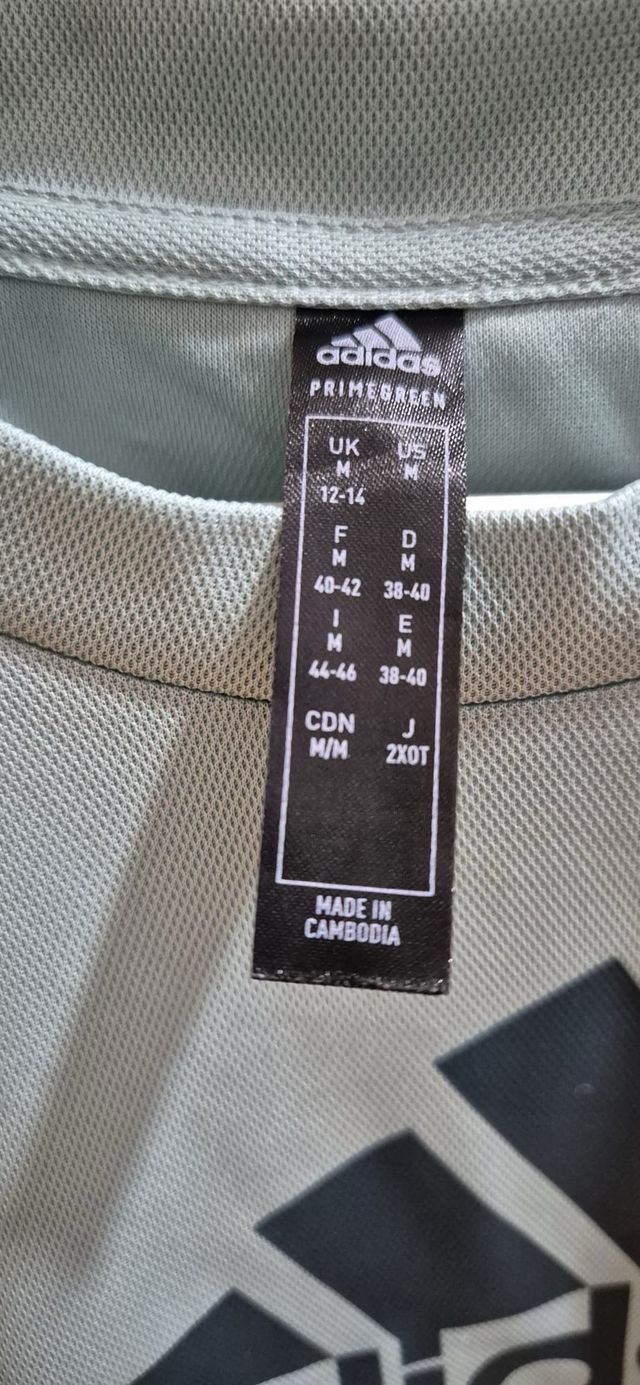 adidas
PRIMEGREEN
UK US
M M
12-14
F D
M M
40-42 38-40
I E
M M
44-46 38-40
CDN J
M/M 2XOT
MADE IN
CAMBODIA